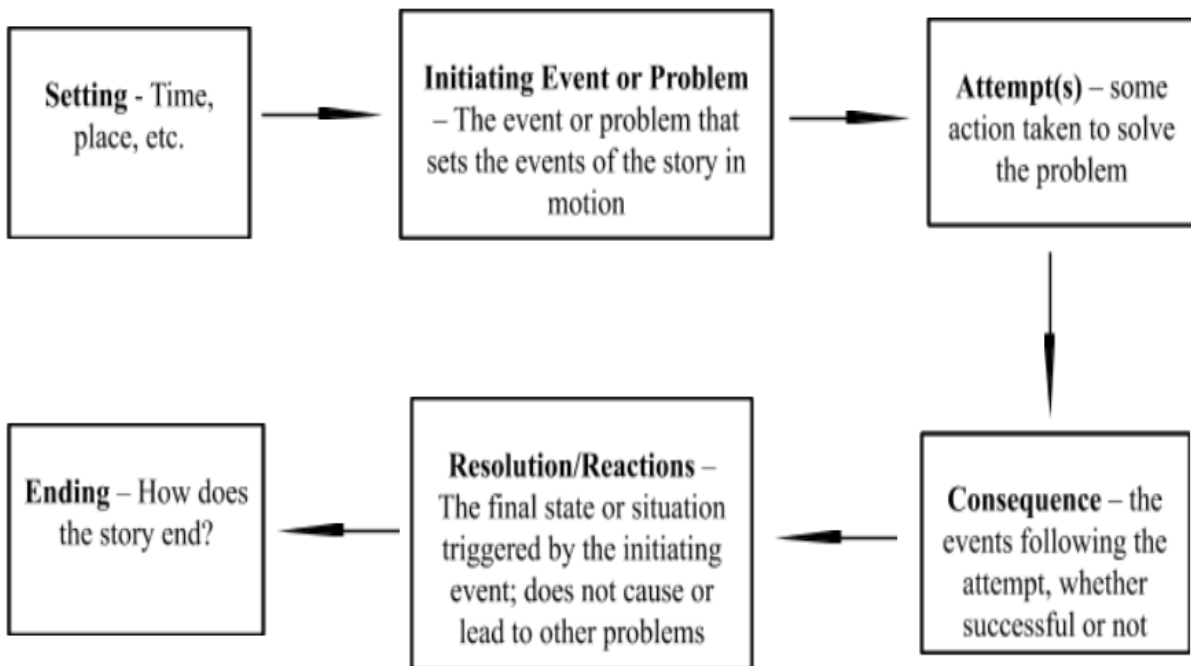 Setting - Time,
place, etc.
Initiating Event or Problem
– The event or problem that
sets the events of the story in
motion
Attempt(s) – some
action taken to solve
the problem
Consequence – the
events following the
attempt, whether
successful or not
Resolution/Reactions –
The final state or situation
triggered by the initiating
event; does not cause or
lead to other problems
Ending – How does
the story end?